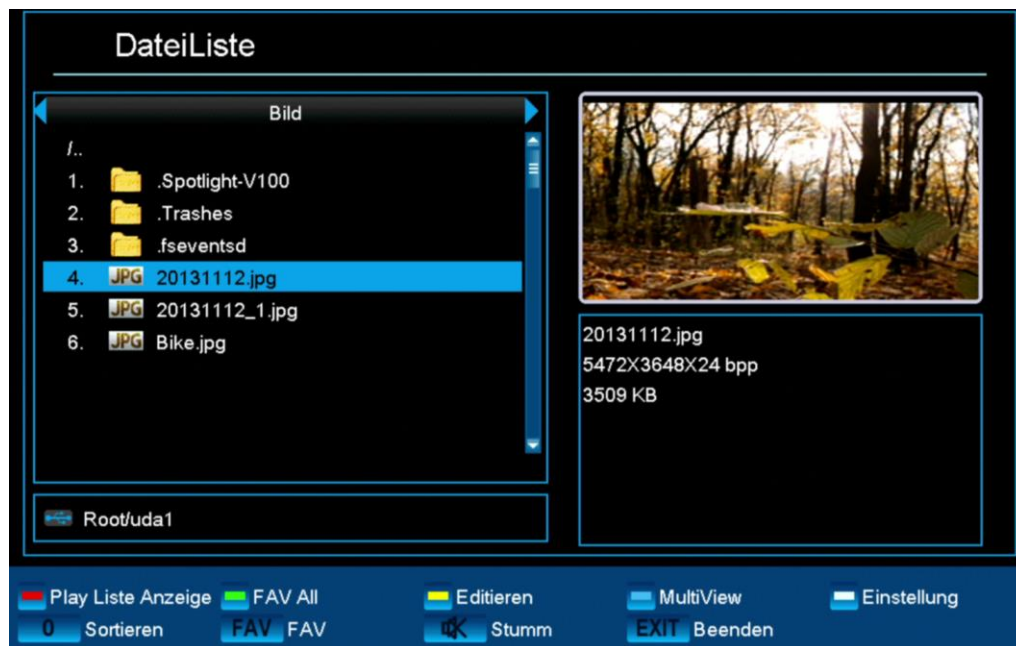 DateiListe
Bild
/..
1. .Spotlight-V100
2. .Trashes
3. .fseventsd
4. JPG 20131112.jpg
5. JPG 20131112_1.jpg
6. JPG Bike.jpg
20131112.jpg
5472X3648X24 bpp
3509 KB
Root/uda1
Play Liste Anzeige FAV All Editieren MultiView Einstellung
0 Sortieren FAV FAV Stumm EXIT Beenden